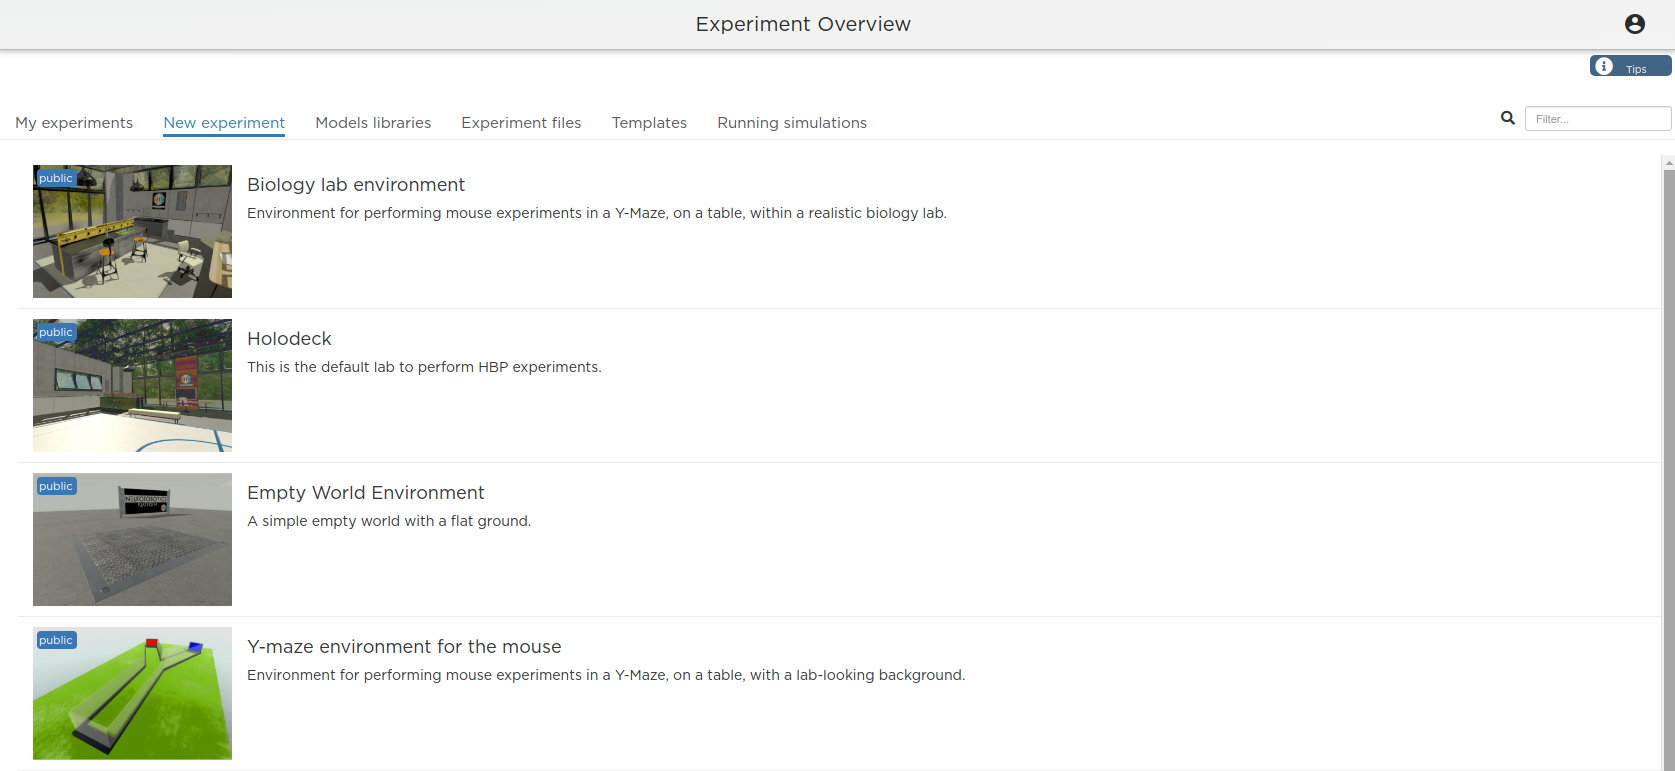 Experiment Overview
Tips
My experiments
New experiment
Models libraries
Experiment files
Templates
Running simulations
Filter...
public
Biology lab environment
Environment for performing mouse experiments in a Y-Maze, on a table, within a realistic biology lab.
public
Holodeck
This is the default lab to perform HBP experiments.
public
NEUROROBOTICS
Empty World Environment
A simple empty world with a flat ground.
public
Y-maze environment for the mouse
Environment for performing mouse experiments in a Y-Maze, on a table, with a lab-looking background.